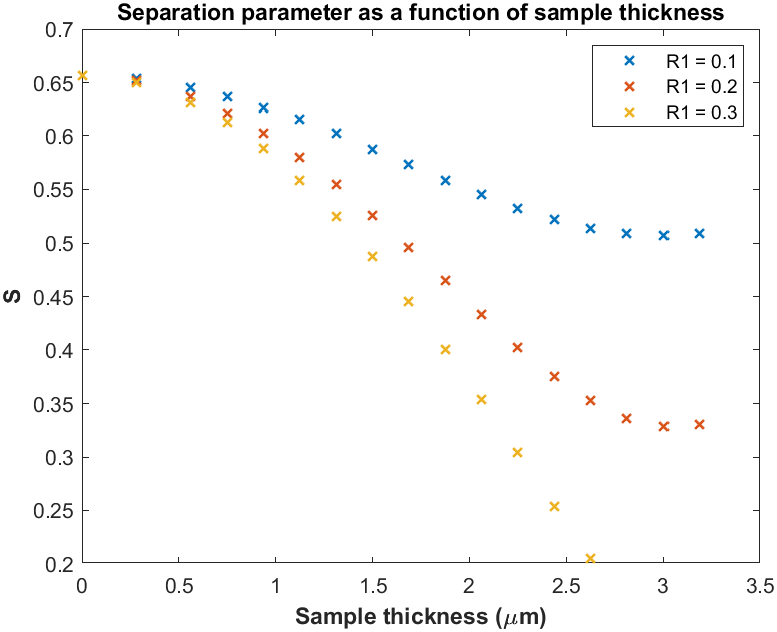 Separation parameter as a function of sample thickness
0.7
0.65
0.6
0.55
0.5
0.45
0.4
0.35
0.3
0.25
0.2
S
R1 = 0.1
R1 = 0.2
R1 = 0.3
0 0.5 1 1.5 2 2.5 3 3.5
Sample thickness (μm)